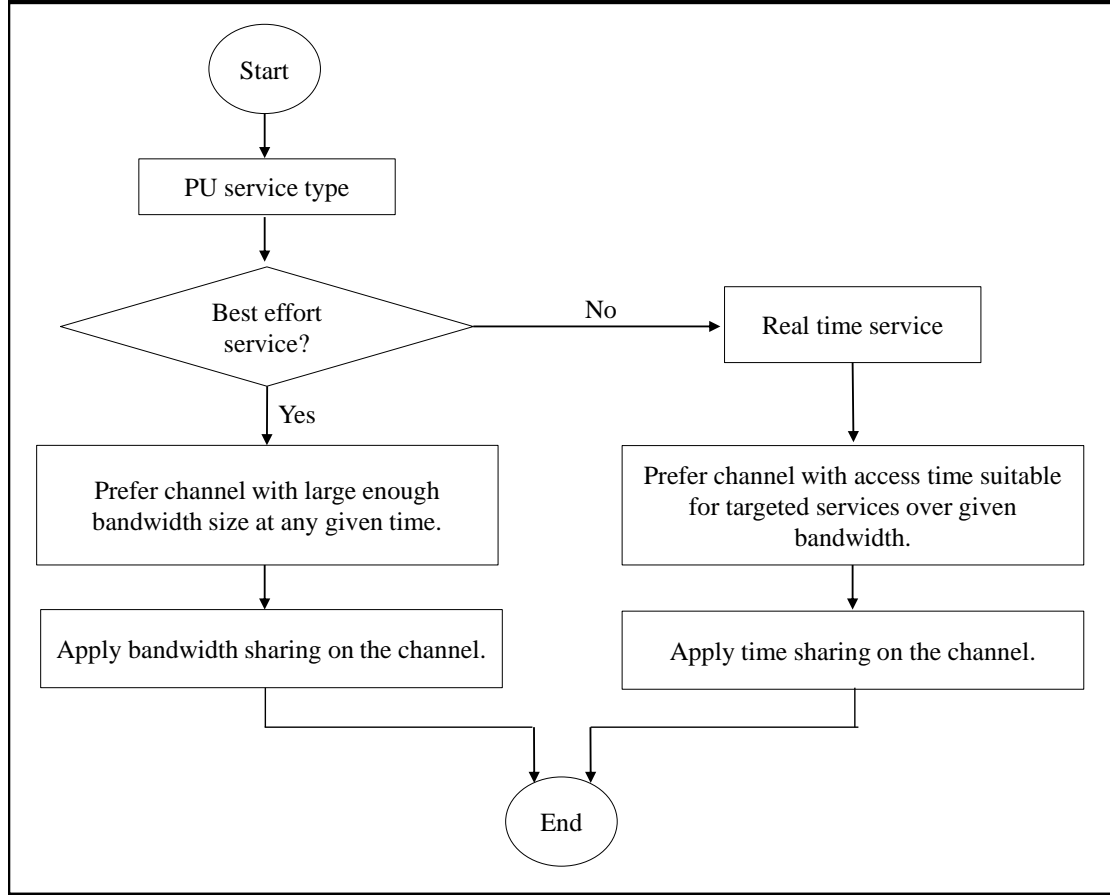 Start
PU service type
Best effort
service?
No
Real time service
Yes
Prefer channel with large enough
bandwidth size at any given time.
Prefer channel with access time suitable
for targeted services over given
bandwidth.
Apply bandwidth sharing on the channel.
Apply time sharing on the channel.
End